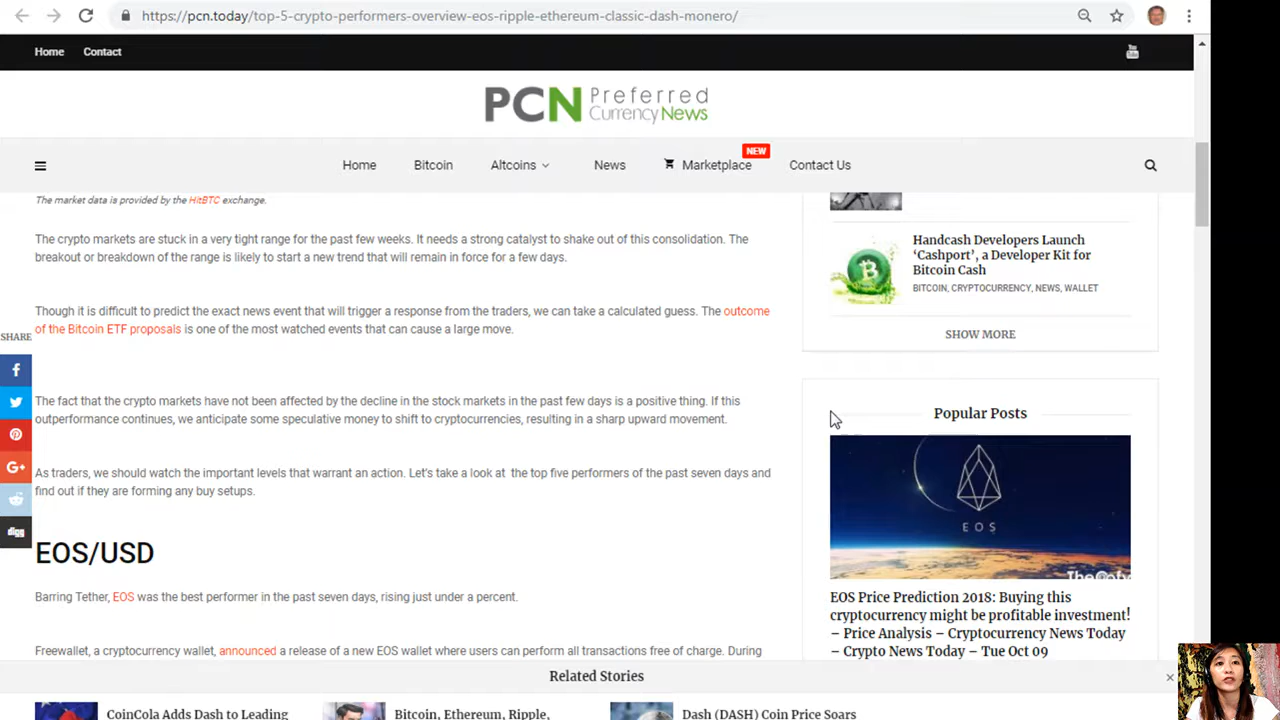 https://pcn.today/top-5-crypto-performers-overview-eos-ripple-ethereum-classic-dash-monero/
Home Contact
PCN Preferred Currency News
NEW
Home Bitcoin Altcoins News Marketplace Contact Us
The market data is provided by the HitBTC exchange.
The crypto markets are stuck in a very tight range for the past few weeks. It needs a strong catalyst to shake out of this consolidation. The
breakout or breakdown of the range is likely to start a new trend that will remain in force for a few days.
Though it is difficult to predict the exact news event that will trigger a response from the traders, we can take a calculated guess. The outcome
of the Bitcoin ETF proposals is one of the most watched events that can cause a large move.
SHARE
The fact that the crypto markets have not been affected by the decline in the stock markets in the past few days is a positive thing. If this
outperformance continues, we anticipate some speculative money to shift to cryptocurrencies, resulting in a sharp upward movement.
As traders, we should watch the important levels that warrant an action. Let's take a look at the top five performers of the past seven days and
find out if they are forming any buy setups.
digg
EOS/USD
Barring Tether, EOS was the best performer in the past seven days, rising just under a percent.
Freewallet, a cryptocurrency wallet, announced a release of a new EOS wallet where users can perform all transactions free of charge. During
Handcash Developers Launch
‘Cashport’, a Developer Kit for
Bitcoin Cash
BITCOIN, CRYPTOCURRENCY, NEWS, WALLET
SHOW MORE
Popular Posts
EOS
EOS Price Prediction 2018: Buying this
cryptocurrency might be profitable investment!
– Price Analysis – Cryptocurrency News Today
– Crypto News Today – Tue Oct 09
Related Stories
CoinCola Adds Dash to Leading
Bitcoin, Ethereum, Ripple,
Dash (DASH) Coin Price Soars